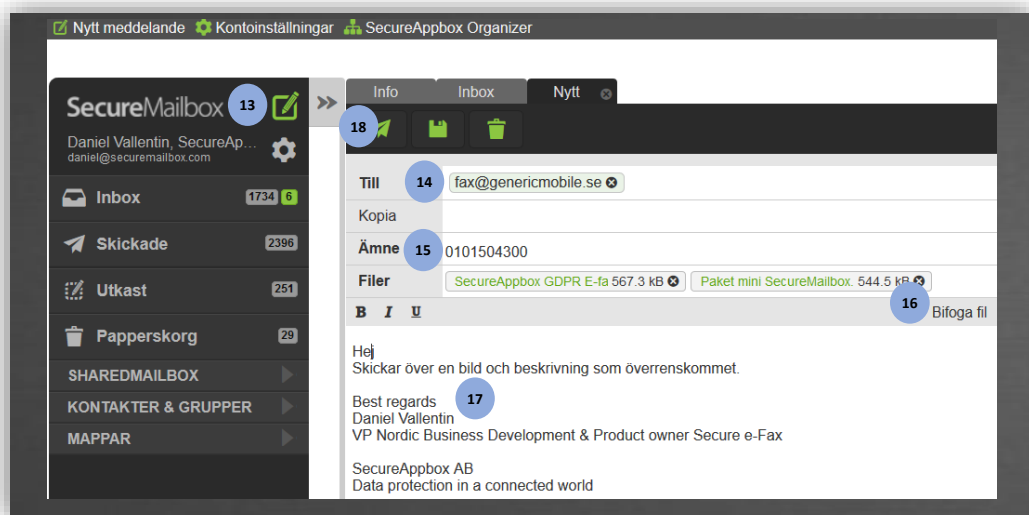 Nytt meddelande Kontoinställningar SecureAppbox Organizer
SecureMailbox 13
Daniel Vallentin, SecureAp...
daniel@securemailbox.com
Inbox 1734 6
Skickade 2396
Utkast 251
Papperskorg 29
SHAREDMAILBOX
KONTAKTER & GRUPPER
MAPPAR
Info Inbox Nytt
18
Till 14 fax@genericmobile.se
Kopia
Ämne 15 0101504300
Filer SecureAppbox GDPR E-fa 567.3 kB Paket mini SecureMailbox. 544.5 kB
B I U 16 Bifoga fil
Hej
Skickar över en bild och beskrivning som överrenskommet.
Best regards 17
Daniel Vallentin
VP Nordic Business Development & Product owner Secure e-Fax
SecureAppbox AB
Data protection in a connected world